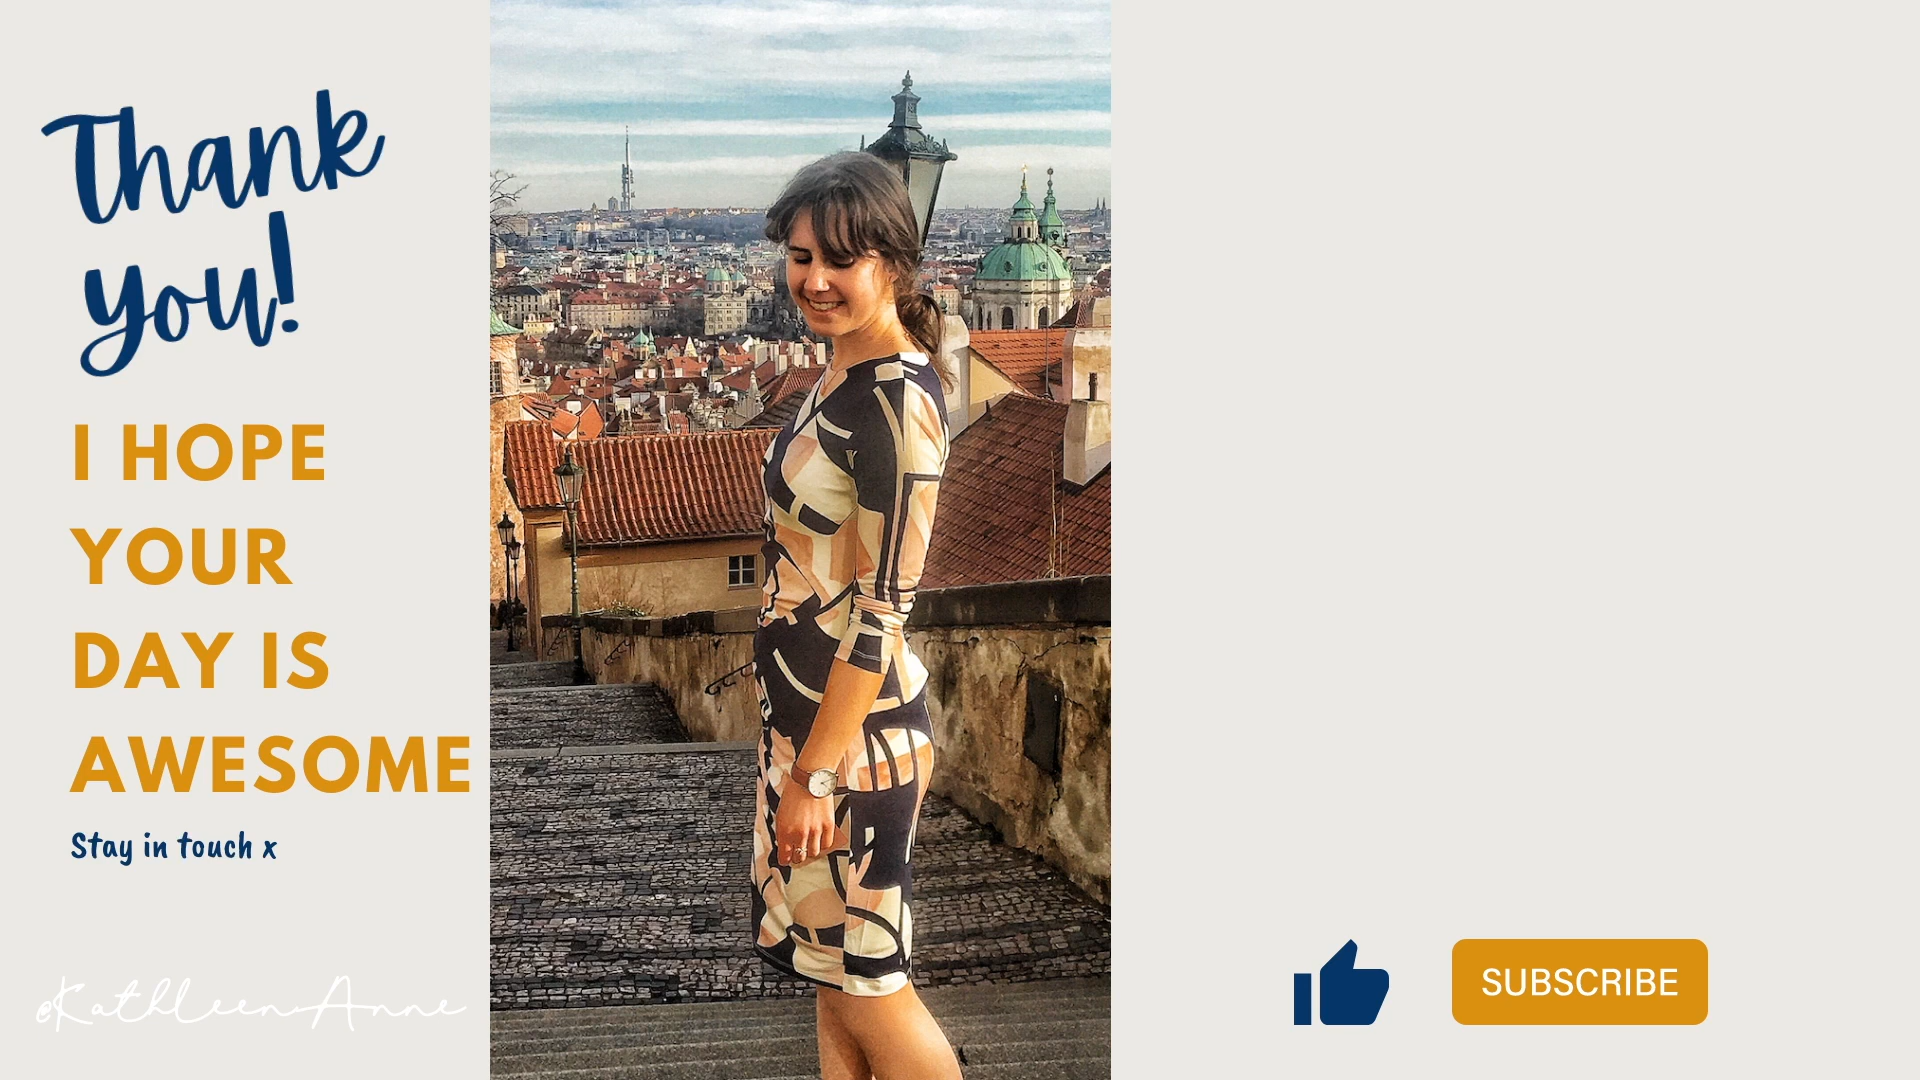 Thank
you!
I HOPE
YOUR
DAY IS
AWESOME
Stay in touch x
@KathleenAnne
SUBSCRIBE